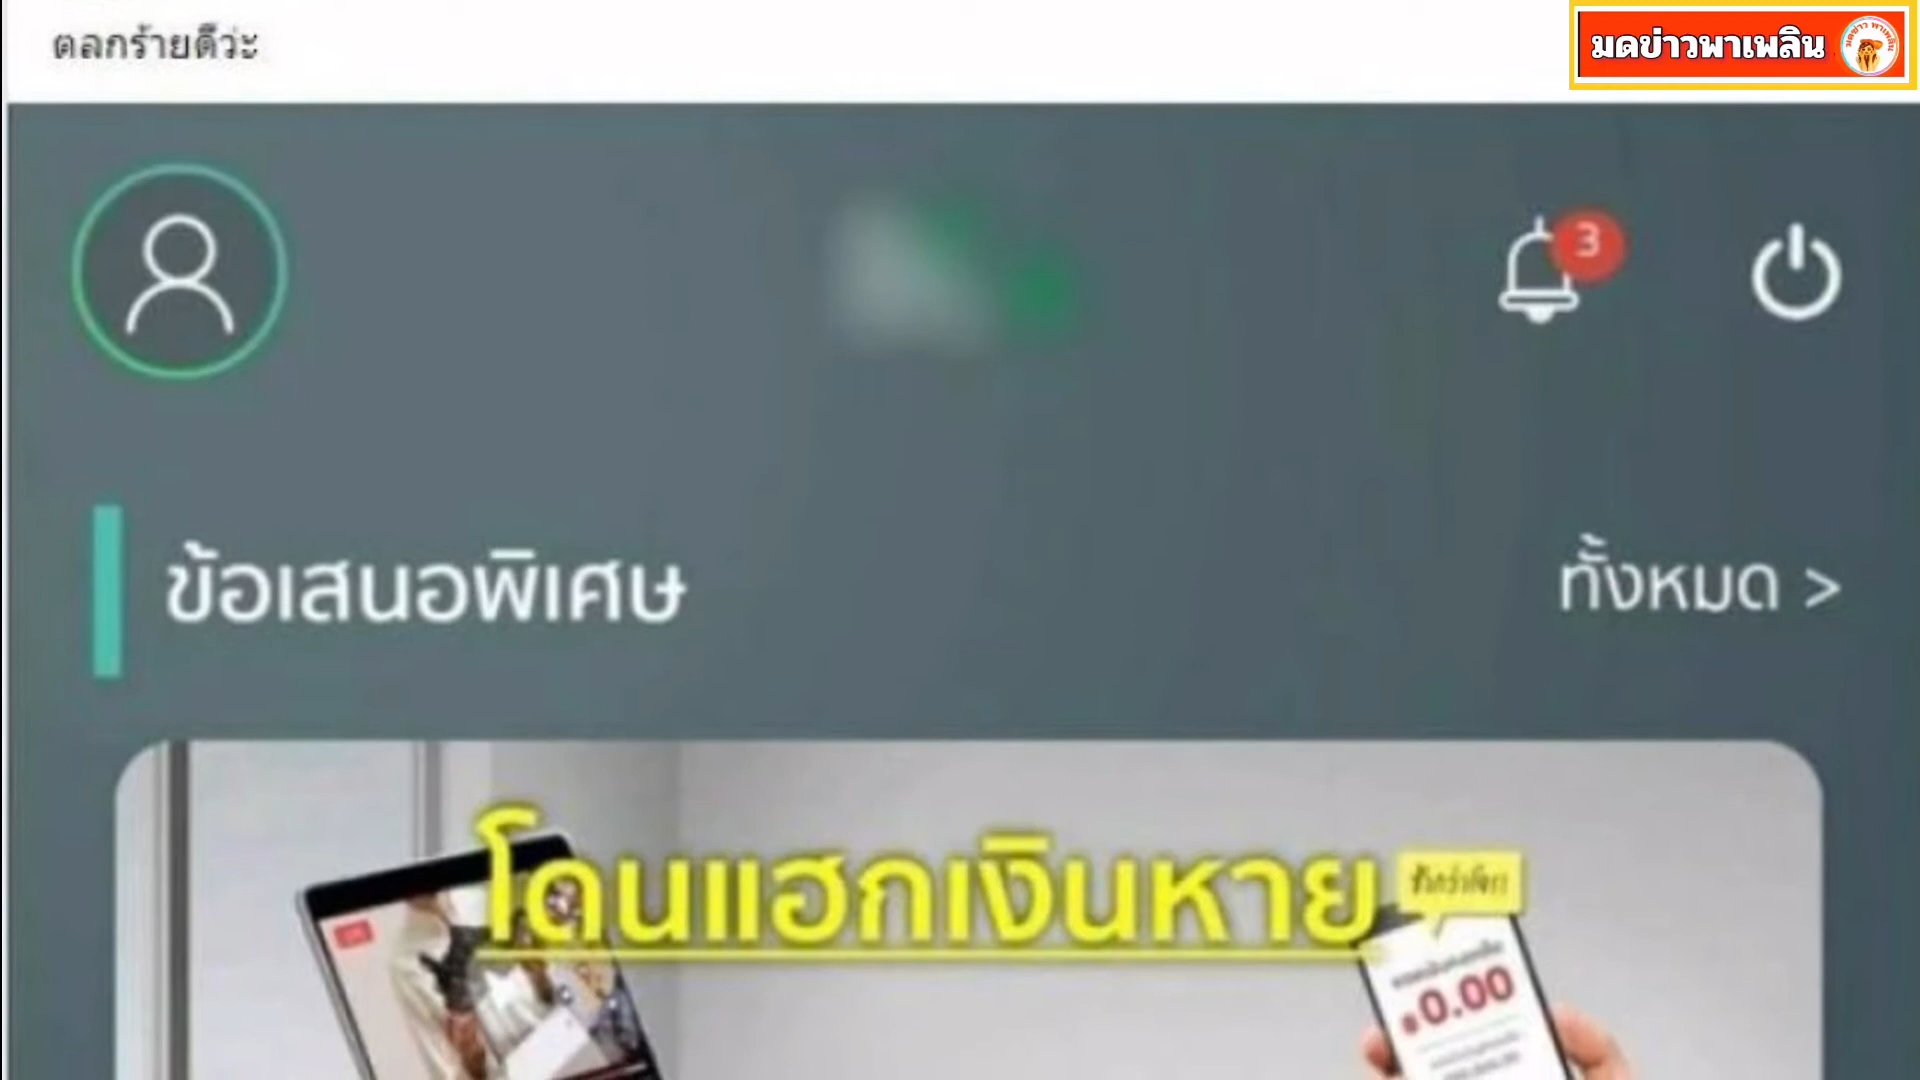 ตลกร้ายดีว่ะ
มดข่าวพาเพลิน
3
ข้อเสนอพิเศษ
ทั้งหมด >
โดนแฮกเงินหาย
0.00